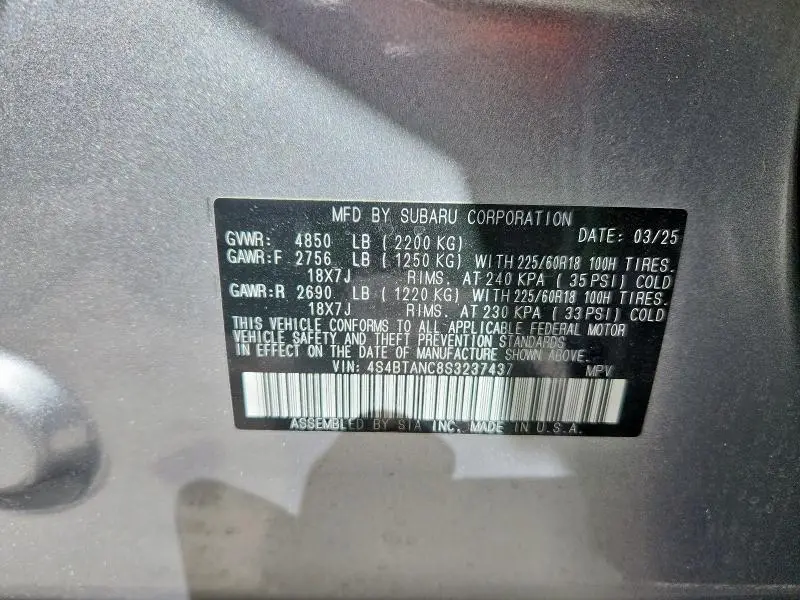 MFD BY SUBARU CORPORATION
GVWR: 4850 LB ( 2200 KG) DATE: 03/25
GAWR:F 2756 LB ( 1250 KG) WITH 225/60R18 100H TIRES.
18X7J RIMS. AT 240 KPA ( 35 PSI) COLD
GAWR:R 2690 LB ( 1220 KG) WITH 225/60R18 100H TIRES.
18X7J RIMS. AT 230 KPA ( 33 PSI) COLD
THIS VEHICLE CONFORMS TO ALL APPLICABLE FEDERAL MOTOR
VEHICLE SAFETY AND THEFT PREVENTION STANDARDS
IN EFFECT ON THE DATE OF MANUFACTURE SHOWN ABOVE.
VIN: 4S4BTANC8S3237437 MPV
ASSEMBLED BY SIA INC. MADE IN U.S.A.